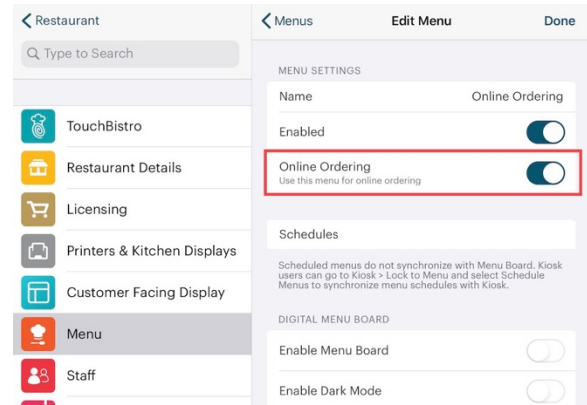 Restaurant
Type to Search
TouchBistro
Restaurant Details
Licensing
Printers & Kitchen Displays
Customer Facing Display
Menu
Staff
Menus
Edit Menu
Done
MENU SETTINGS
Name
Online Ordering
Enabled
Online Ordering
Use this menu for online ordering
Schedules
Scheduled menus do not synchronize with Menu Board. Kiosk
users can go to Kiosk > Lock to Menu and select Schedule
Menus to synchronize menu schedules with Kiosk.
DIGITAL MENU BOARD
Enable Menu Board
Enable Dark Mode